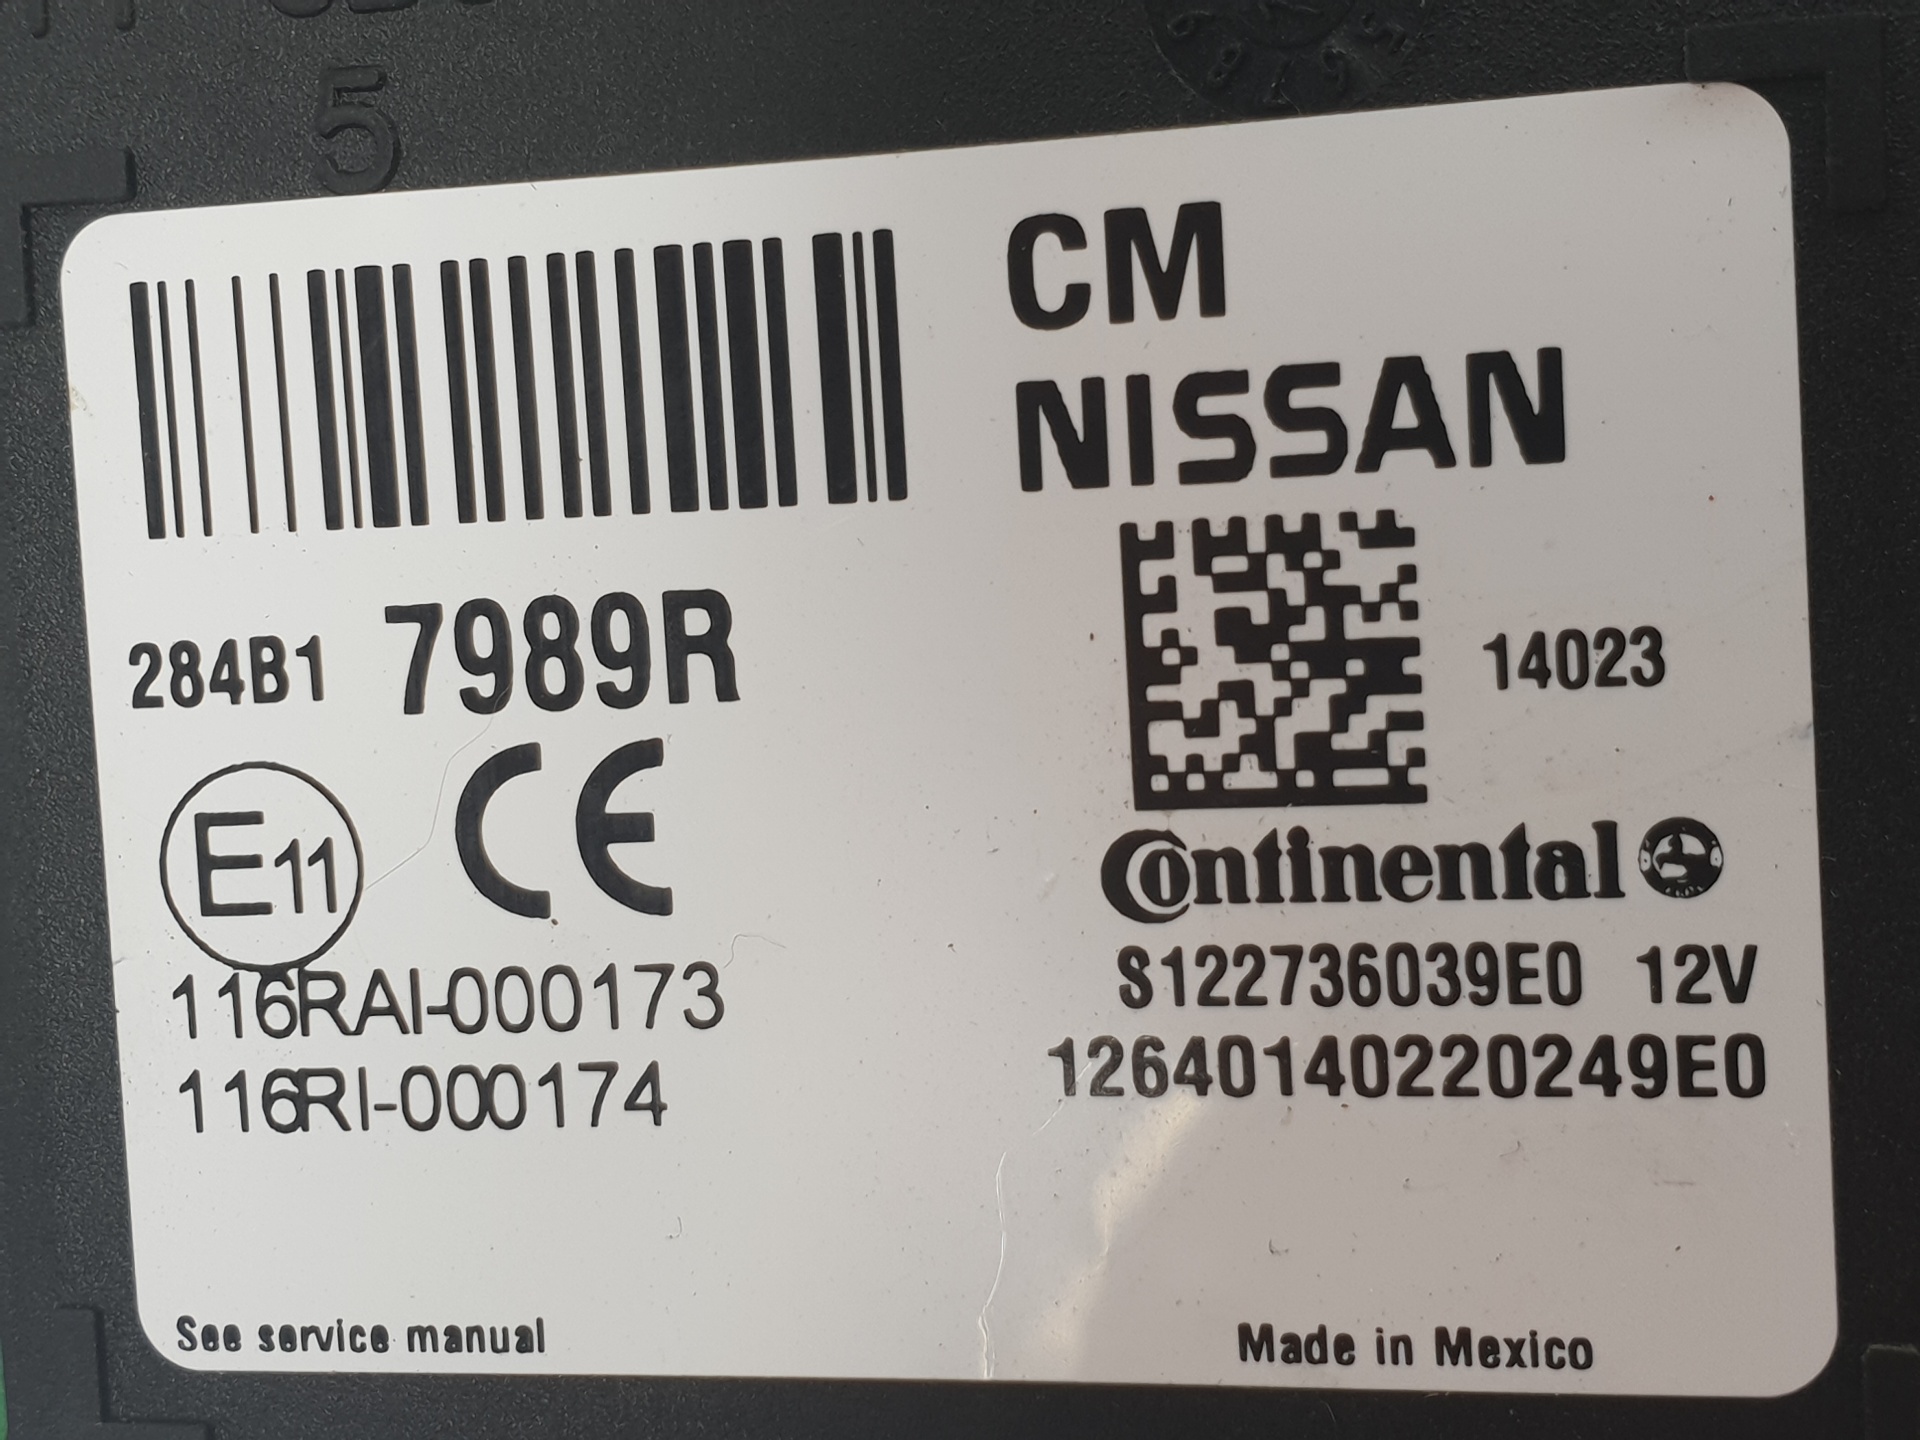 5
CM
NISSAN
284B1 7989R
14023
E11 CE
Continental
116RAI-000173
S122736039E0 12V
116RI-000174
12640140220249E0
See service manual
Made in Mexico